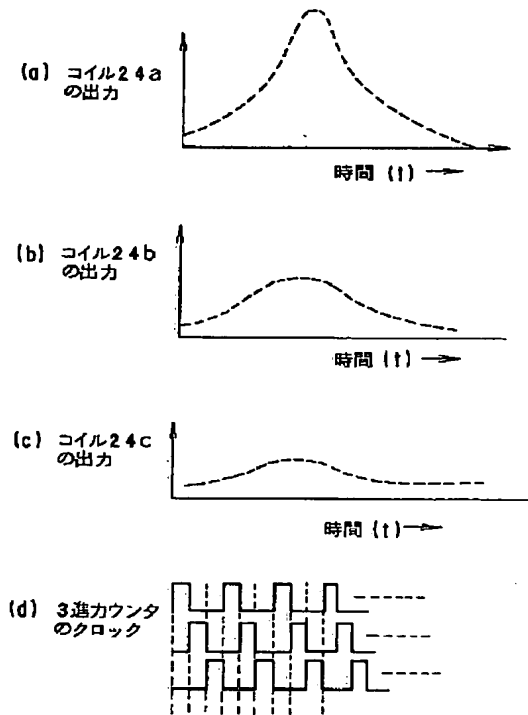 (a) コイル24a
の出力
時間(t)
(b) コイル24b
の出力
時間(t)
(c) コイル24c
の出力
時間(t)
(d) 3進カウンタ
のクロック